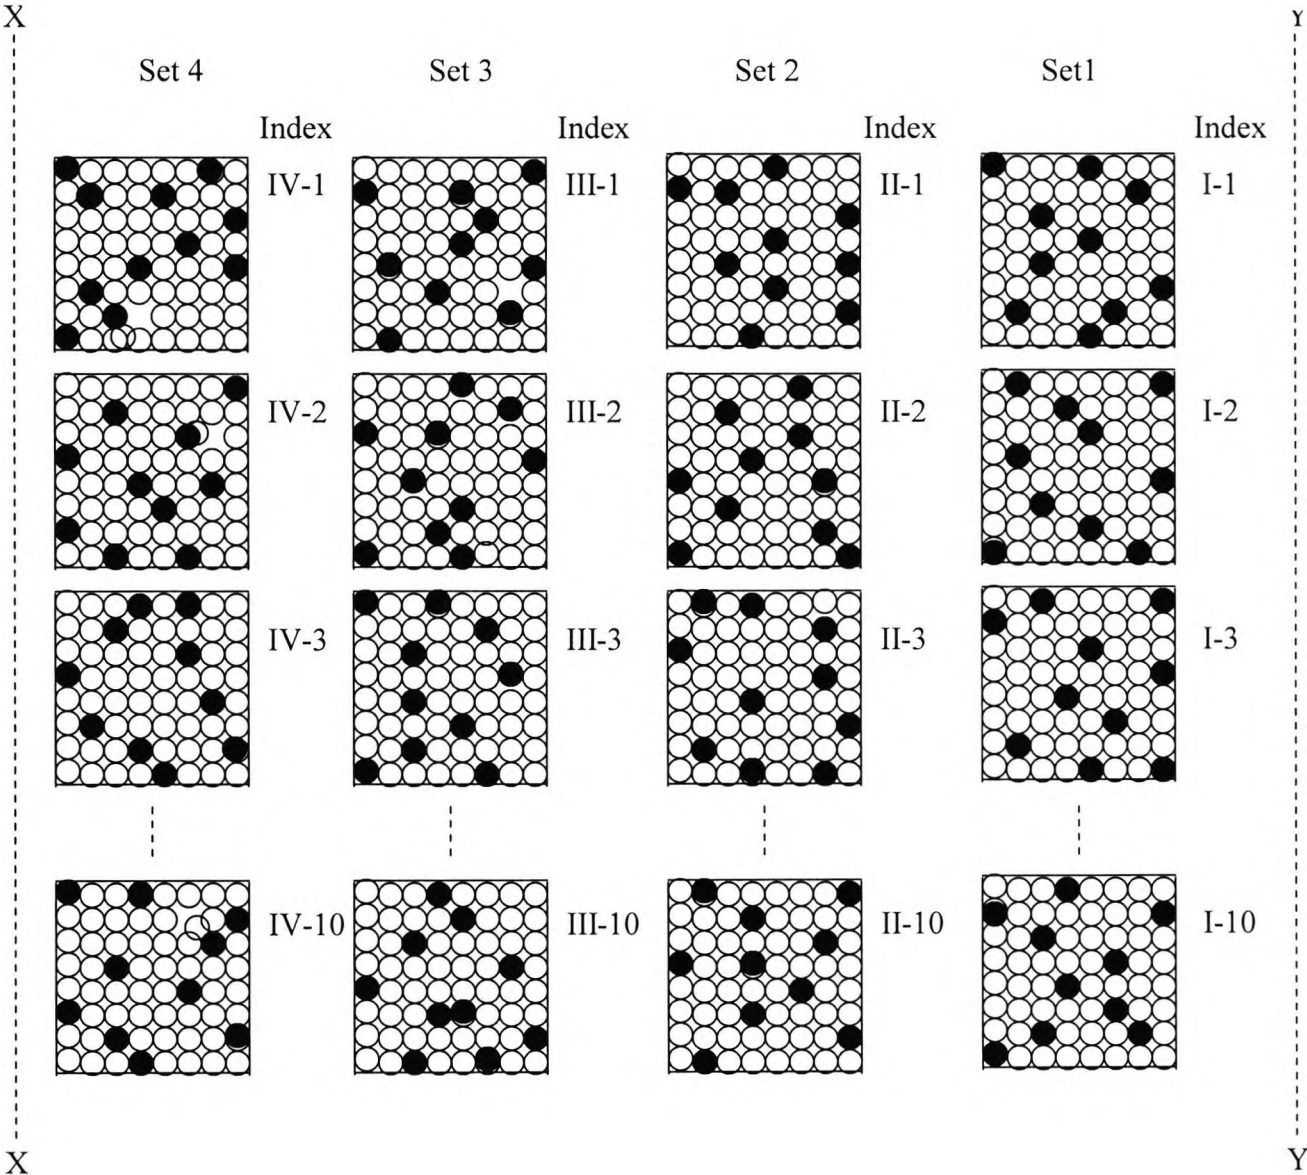 X Y
Set 4 Set 3 Set 2 Set1
Index Index Index Index
IV-1 III-1 II-1 I-1
IV-2 III-2 II-2 I-2
IV-3 III-3 II-3 I-3
IV-10 III-10 II-10 I-10
X Y